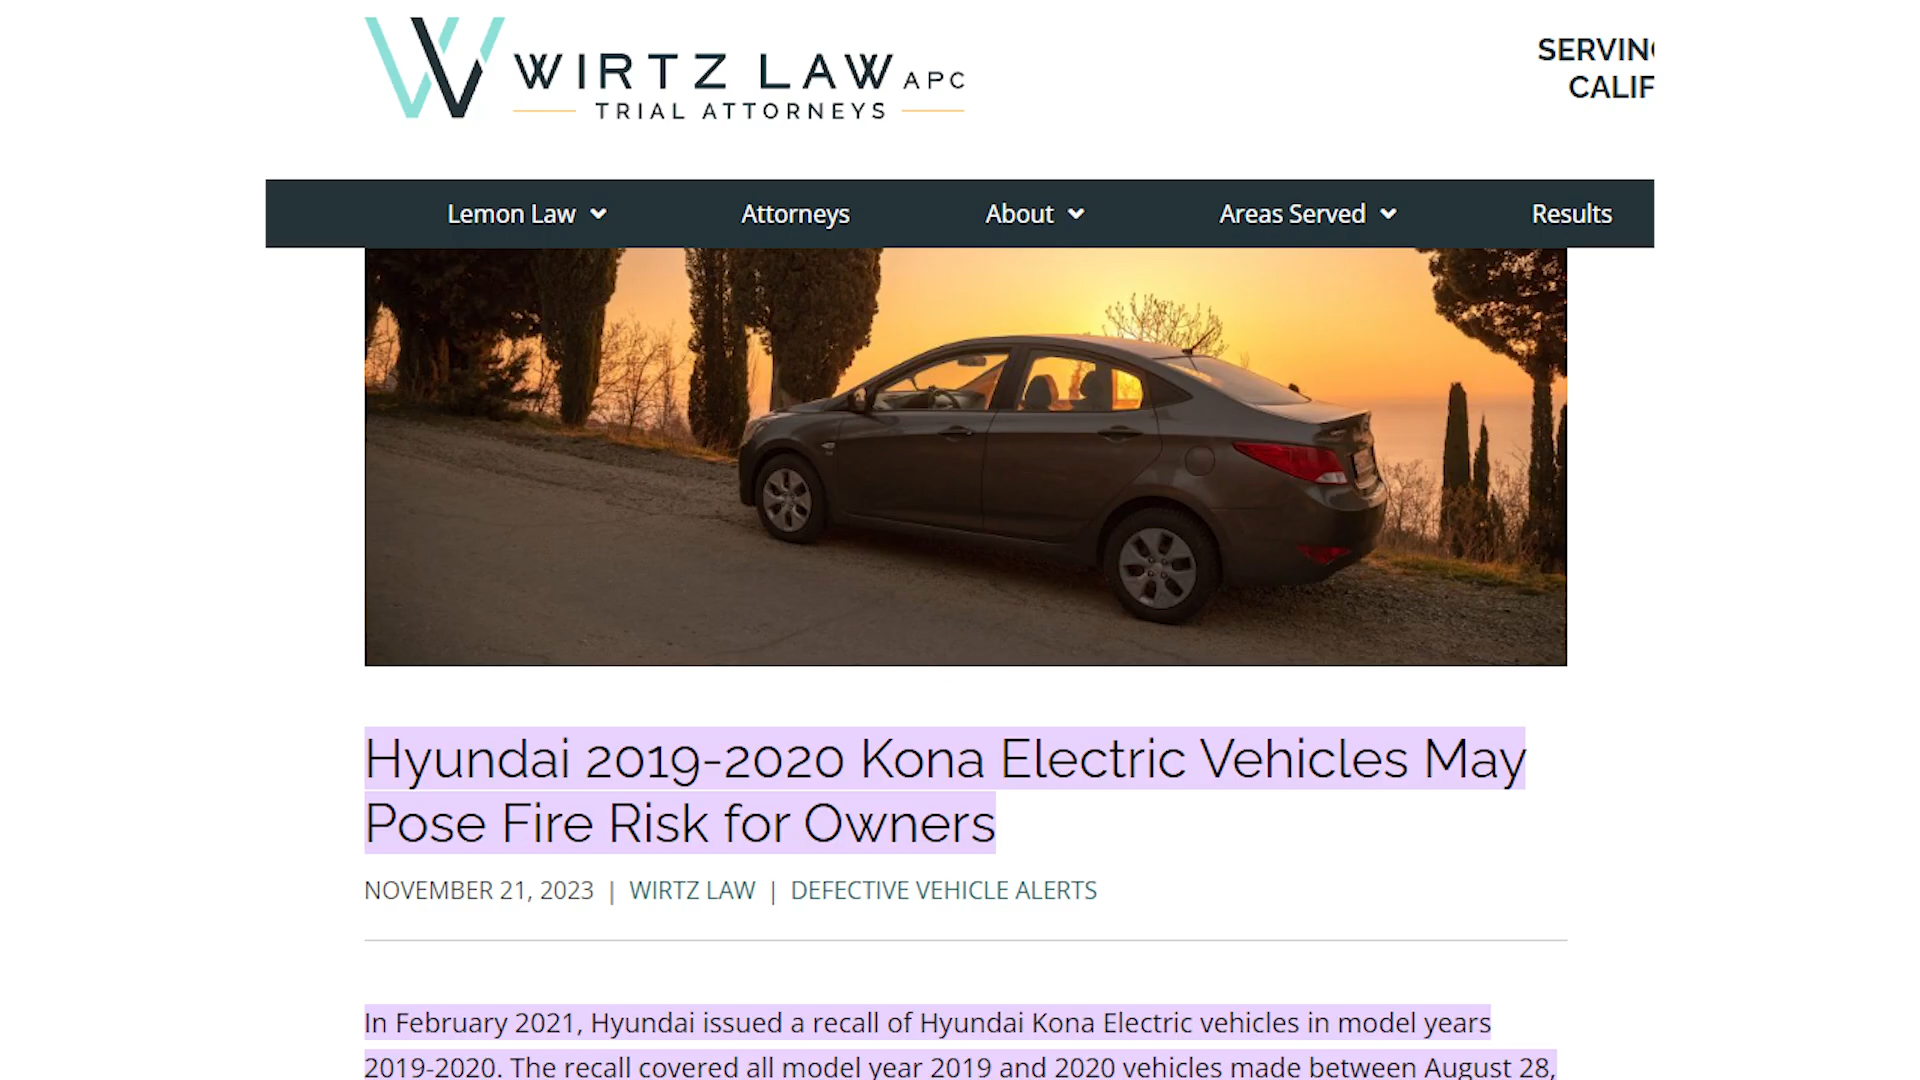 WIRTZ LAW APC
TRIAL ATTORNEYS
SERVING
CALIF
Lemon Law
Attorneys
About
Areas Served
Results
Hyundai 2019-2020 Kona Electric Vehicles May
Pose Fire Risk for Owners
NOVEMBER 21, 2023 | WIRTZ LAW | DEFECTIVE VEHICLE ALERTS
In February 2021, Hyundai issued a recall of Hyundai Kona Electric vehicles in model years
2019-2020. The recall covered all model year 2019 and 2020 vehicles made between August 28,